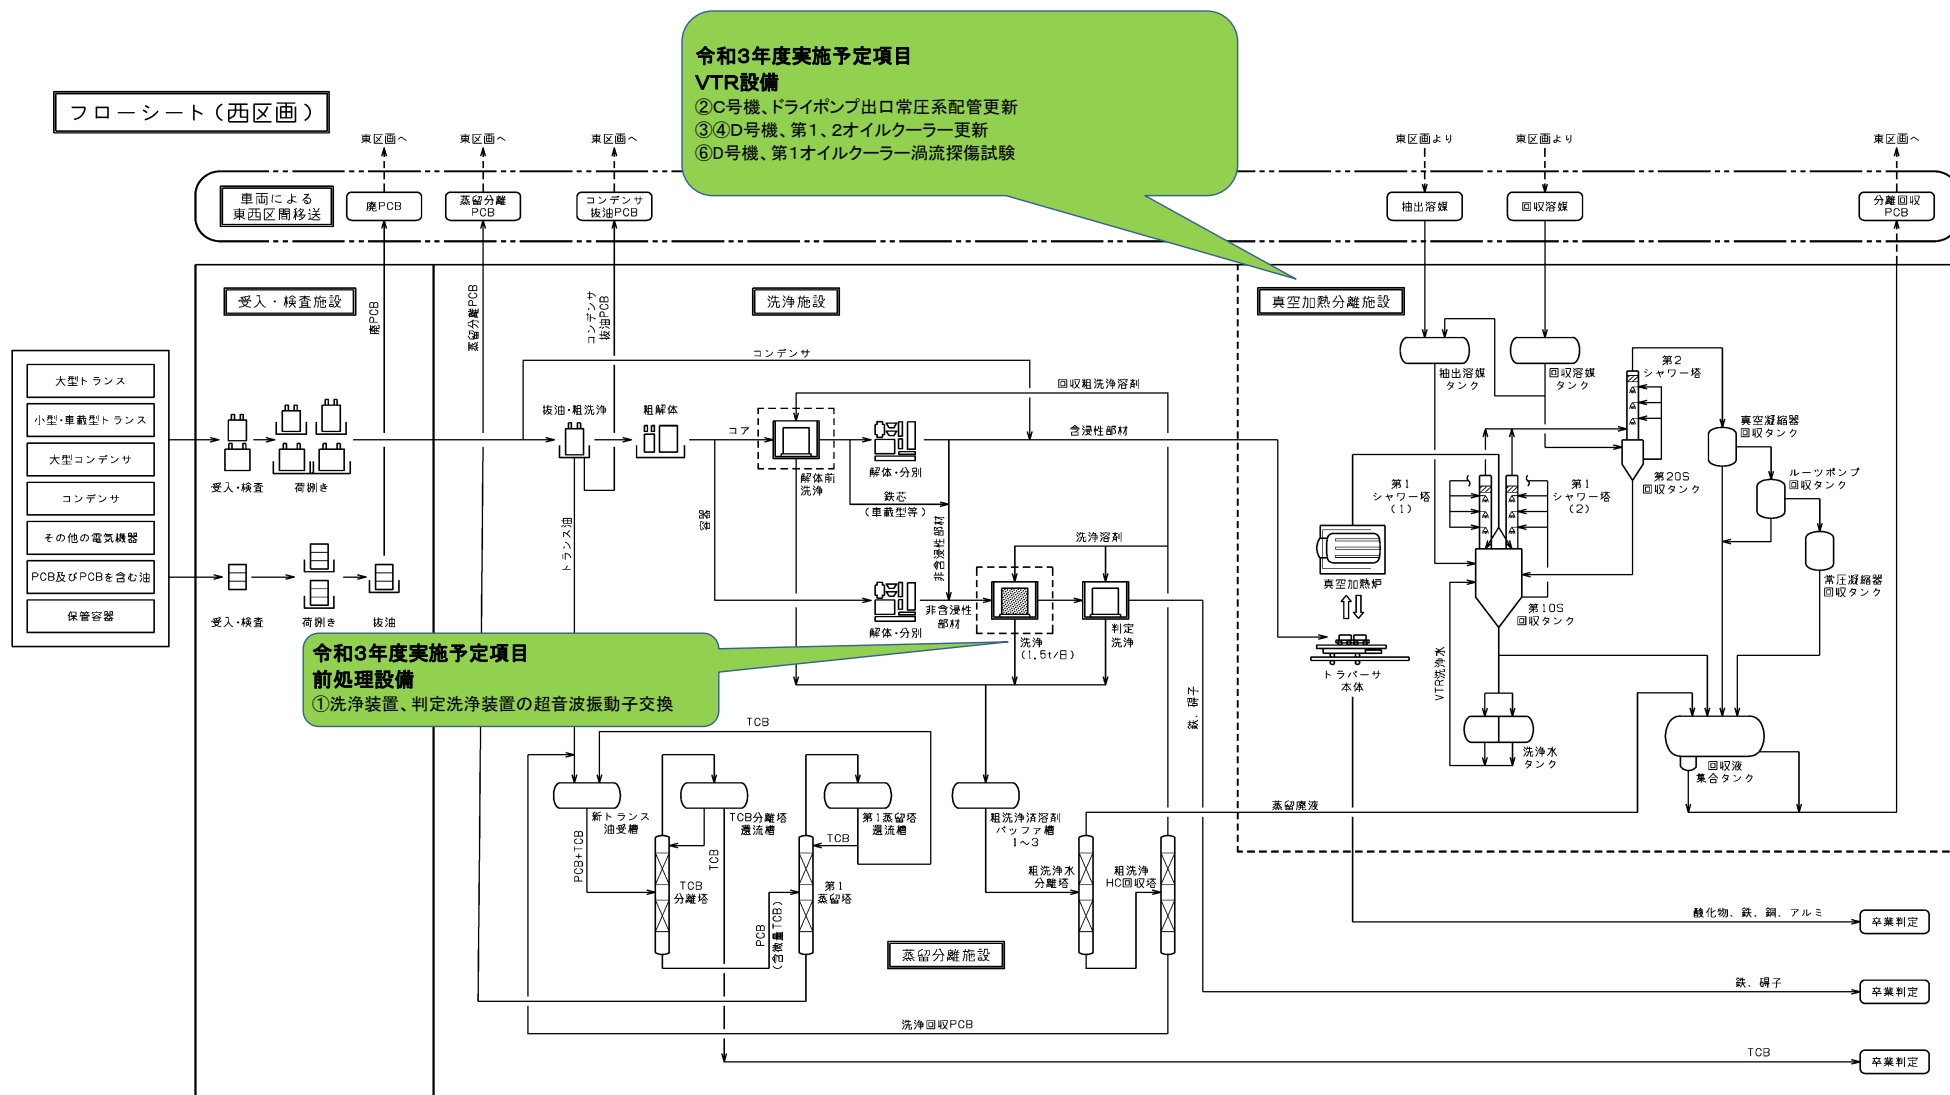 令和3年度実施予定項目
VTR設備
②C号機、ドライポンプ出口常圧系配管更新
③④D号機、第1、2オイルクーラー更新
⑥D号機、第1オイルクーラー渦流探傷試験
フローシート(西区画)
東区画へ
東区画へ
東区画へ
東区画より
東区画より
東区画へ
車両による
東西区間移送
廃PCB
蒸留分離
PCB
コンデンサ
抜油PCB
抽出溶媒
回収溶媒
分離回収
PCB
受入・検査施設
洗浄施設
真空加熱分離施設
廃PCB
蒸留分離PCB
コンデンサ
抜油PCB
大型トランス
小型・車載型トランス
大型コンデンサ
コンデンサ
その他の電気機器
PCB及びPCBを含む油
保管容器
受入・検査
荷捌き
受入・検査
荷捌き
抜油
コンデンサ
回収粗洗浄溶剤
抜油・粗洗浄
粗解体
コア
解体前
洗浄
解体・分別
鉄芯
(車載型等)
含浸性部材
容器
トランス油
非含浸性部材
洗浄溶剤
解体・分別
非含浸性
部材
洗浄
(1.5t/日)
判定
洗浄
抽出溶媒
タンク
回収溶媒
タンク
第2
シャワー塔
真空凝縮器
回収タンク
ルーツポンプ
回収タンク
第20S
回収タンク
第1
シャワー塔
(1)
第1
シャワー塔
(2)
常圧凝縮器
回収タンク
真空加熱炉
第10S
回収タンク
トラバーサ
本体
VTR洗浄水
洗浄水
タンク
回収液
集合タンク
令和3年度実施予定項目
前処理設備
①洗浄装置、判定洗浄装置の超音波振動子交換
鉄、碍子
TCB
新トランス
油受槽
TCB分離塔
還流槽
第1蒸留塔
還流槽
粗洗浄済溶剤
バッファ槽
1~3
蒸留廃液
PCB+TCB
TCB
TCB
TCB
分離塔
第1
蒸留塔
粗洗浄水
分離塔
粗洗浄
HC回収塔
PCB
(含微量TCB)
蒸留分離施設
酸化物、鉄、銅、アルミ
卒業判定
鉄、碍子
卒業判定
洗浄回収PCB
TCB
卒業判定